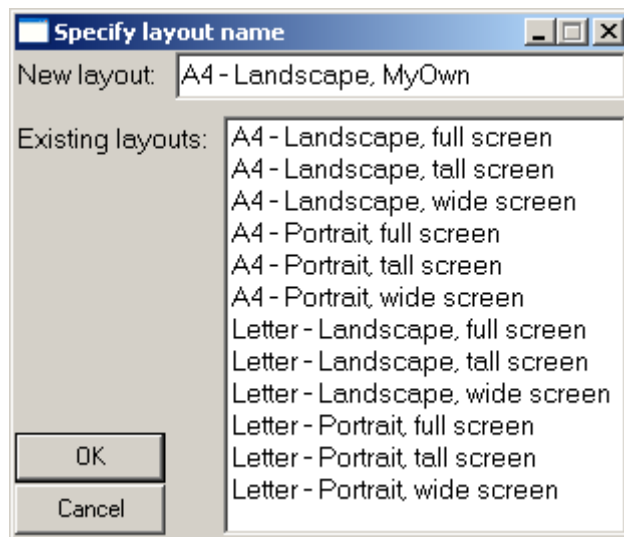 Specify layout name
New layout: A4 - Landscape, MyOwn
Existing layouts:
A4 - Landscape, full screen
A4 - Landscape, tall screen
A4 - Landscape, wide screen
A4 - Portrait, full screen
A4 - Portrait, tall screen
A4 - Portrait, wide screen
Letter - Landscape, full screen
Letter - Landscape, tall screen
Letter - Landscape, wide screen
Letter - Portrait, full screen
Letter - Portrait, tall screen
Letter - Portrait, wide screen
OK
Cancel